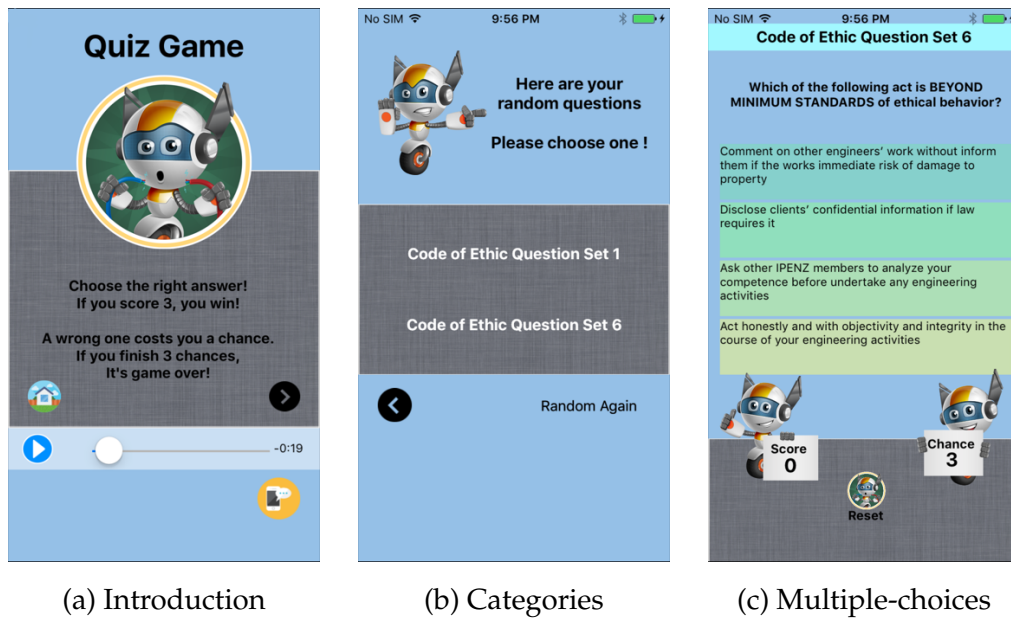 Quiz Game
Choose the right answer!
If you score 3, you win!
A wrong one costs you a chance.
If you finish 3 chances,
It's game over!
-0:19
(a) Introduction
No SIM 9:56 PM
Here are your
random questions
Please choose one !
Code of Ethic Question Set 1
Code of Ethic Question Set 6
Random Again
(b) Categories
No SIM 9:56 PM
Code of Ethic Question Set 6
Which of the following act is BEYOND
MINIMUM STANDARDS of ethical behavior?
Comment on other engineers' work without inform
them if the works immediate risk of damage to
property
Disclose clients' confidential information if law
requires it
Ask other IPENZ members to analyze your
competence before undertake any engineering
activities
Act honestly and with objectivity and integrity in the
course of your engineering activities
Score
0
Chance
3
Reset
(c) Multiple-choices